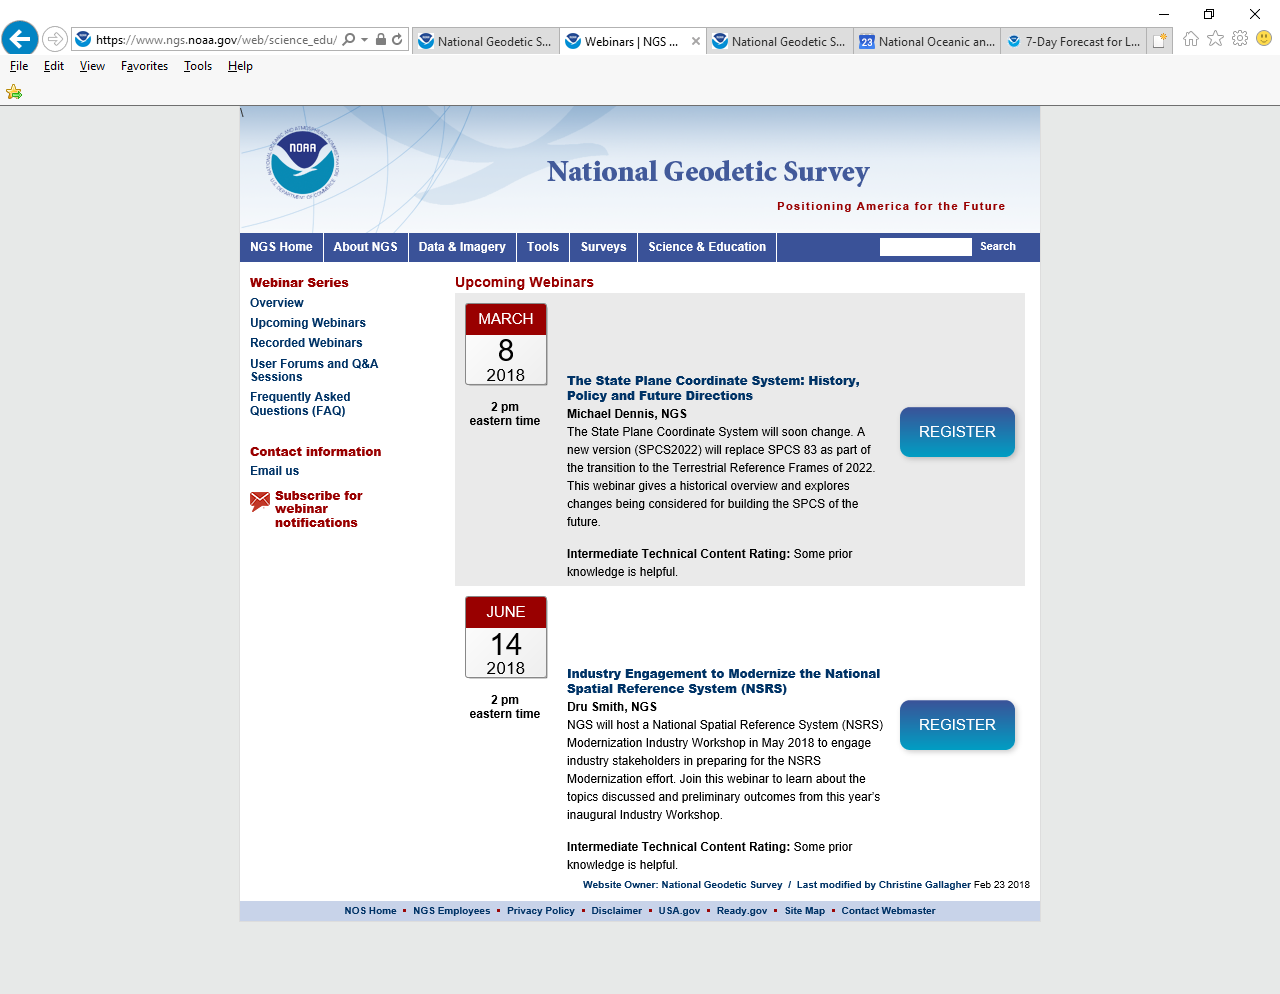 https://www.ngs.noaa.gov/web/science_edu/
National Geodetic S...
Webinars | NGS ...
National Geodetic S...
National Oceanic an...
7-Day Forecast for L...
File Edit View Favorites Tools Help
\
NOAA
National Geodetic Survey
Positioning America for the Future
NGS Home About NGS Data & Imagery Tools Surveys Science & Education Search
Webinar Series
Overview
Upcoming Webinars
Recorded Webinars
User Forums and Q&A
Sessions
Frequently Asked
Questions (FAQ)
Contact information
Email us
Subscribe for
webinar
notifications
Upcoming Webinars
MARCH
8
2018
2 pm
eastern time
The State Plane Coordinate System: History,
Policy and Future Directions
Michael Dennis, NGS
The State Plane Coordinate System will soon change. A
new version (SPCS2022) will replace SPCS 83 as part of
the transition to the Terrestrial Reference Frames of 2022.
This webinar gives a historical overview and explores
changes being considered for building the SPCS of the
future.
Intermediate Technical Content Rating: Some prior
knowledge is helpful.
REGISTER
JUNE
14
2018
2 pm
eastern time
Industry Engagement to Modernize the National
Spatial Reference System (NSRS)
Dru Smith, NGS
NGS will host a National Spatial Reference System (NSRS)
Modernization Industry Workshop in May 2018 to engage
industry stakeholders in preparing for the NSRS
Modernization effort. Join this webinar to learn about the
topics discussed and preliminary outcomes from this year's
inaugural Industry Workshop.
Intermediate Technical Content Rating: Some prior
knowledge is helpful.
REGISTER
Website Owner: National Geodetic Survey / Last modified by Christine Gallagher Feb 23 2018
NOS Home ▪ NGS Employees ▪ Privacy Policy ▪ Disclaimer ▪ USA.gov ▪ Ready.gov ▪ Site Map ▪ Contact Webmaster